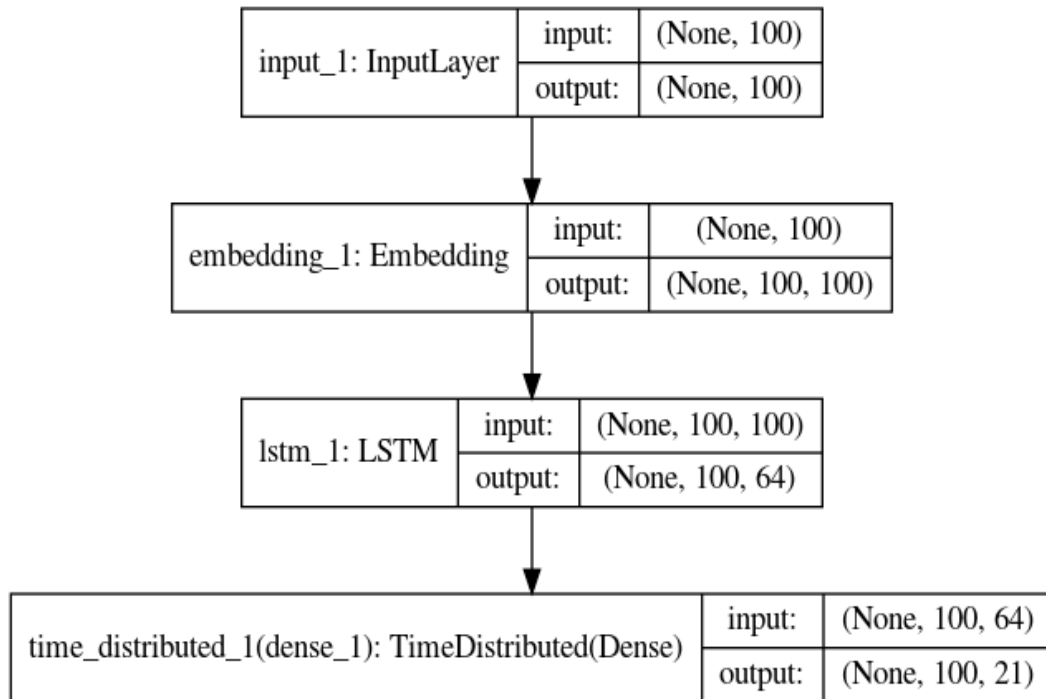 input_1: InputLayer
input: (None, 100)
output: (None, 100)
embedding_1: Embedding
input: (None, 100)
output: (None, 100, 100)
lstm_1: LSTM
input: (None, 100, 100)
output: (None, 100, 64)
time_distributed_1(dense_1): TimeDistributed(Dense)
input: (None, 100, 64)
output: (None, 100, 21)